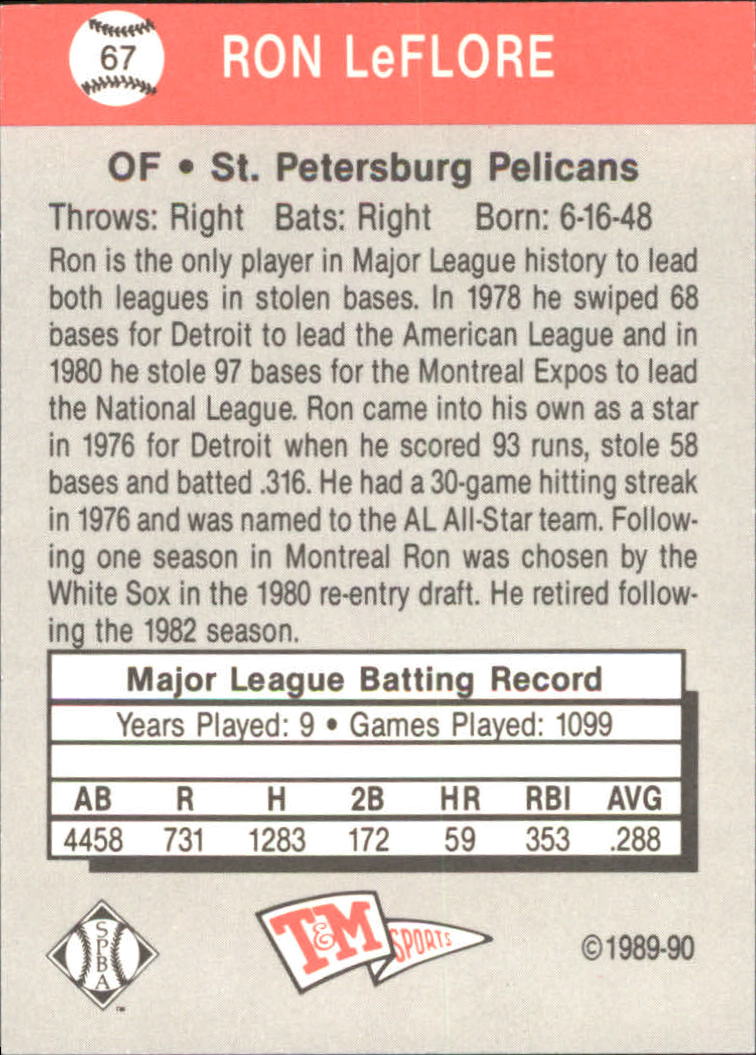 67
RON LeFLORE
OF • St. Petersburg Pelicans
Throws: Right Bats: Right Born: 6-16-48
Ron is the only player in Major League history to lead
both leagues in stolen bases. In 1978 he swiped 68
bases for Detroit to lead the American League and in
1980 he stole 97 bases for the Montreal Expos to lead
the National League. Ron came into his own as a star
in 1976 for Detroit when he scored 93 runs, stole 58
bases and batted .316. He had a 30-game hitting streak
in 1976 and was named to the AL All-Star team. Follow-
ing one season in Montreal Ron was chosen by the
White Sox in the 1980 re-entry draft. He retired follow-
ing the 1982 season.
Major League Batting Record
Years Played: 9 • Games Played: 1099
AB R H 2B HR RBI AVG
4458 731 1283 172 59 353 .288
SPBA
™
T&M
SPORTS
©1989-90